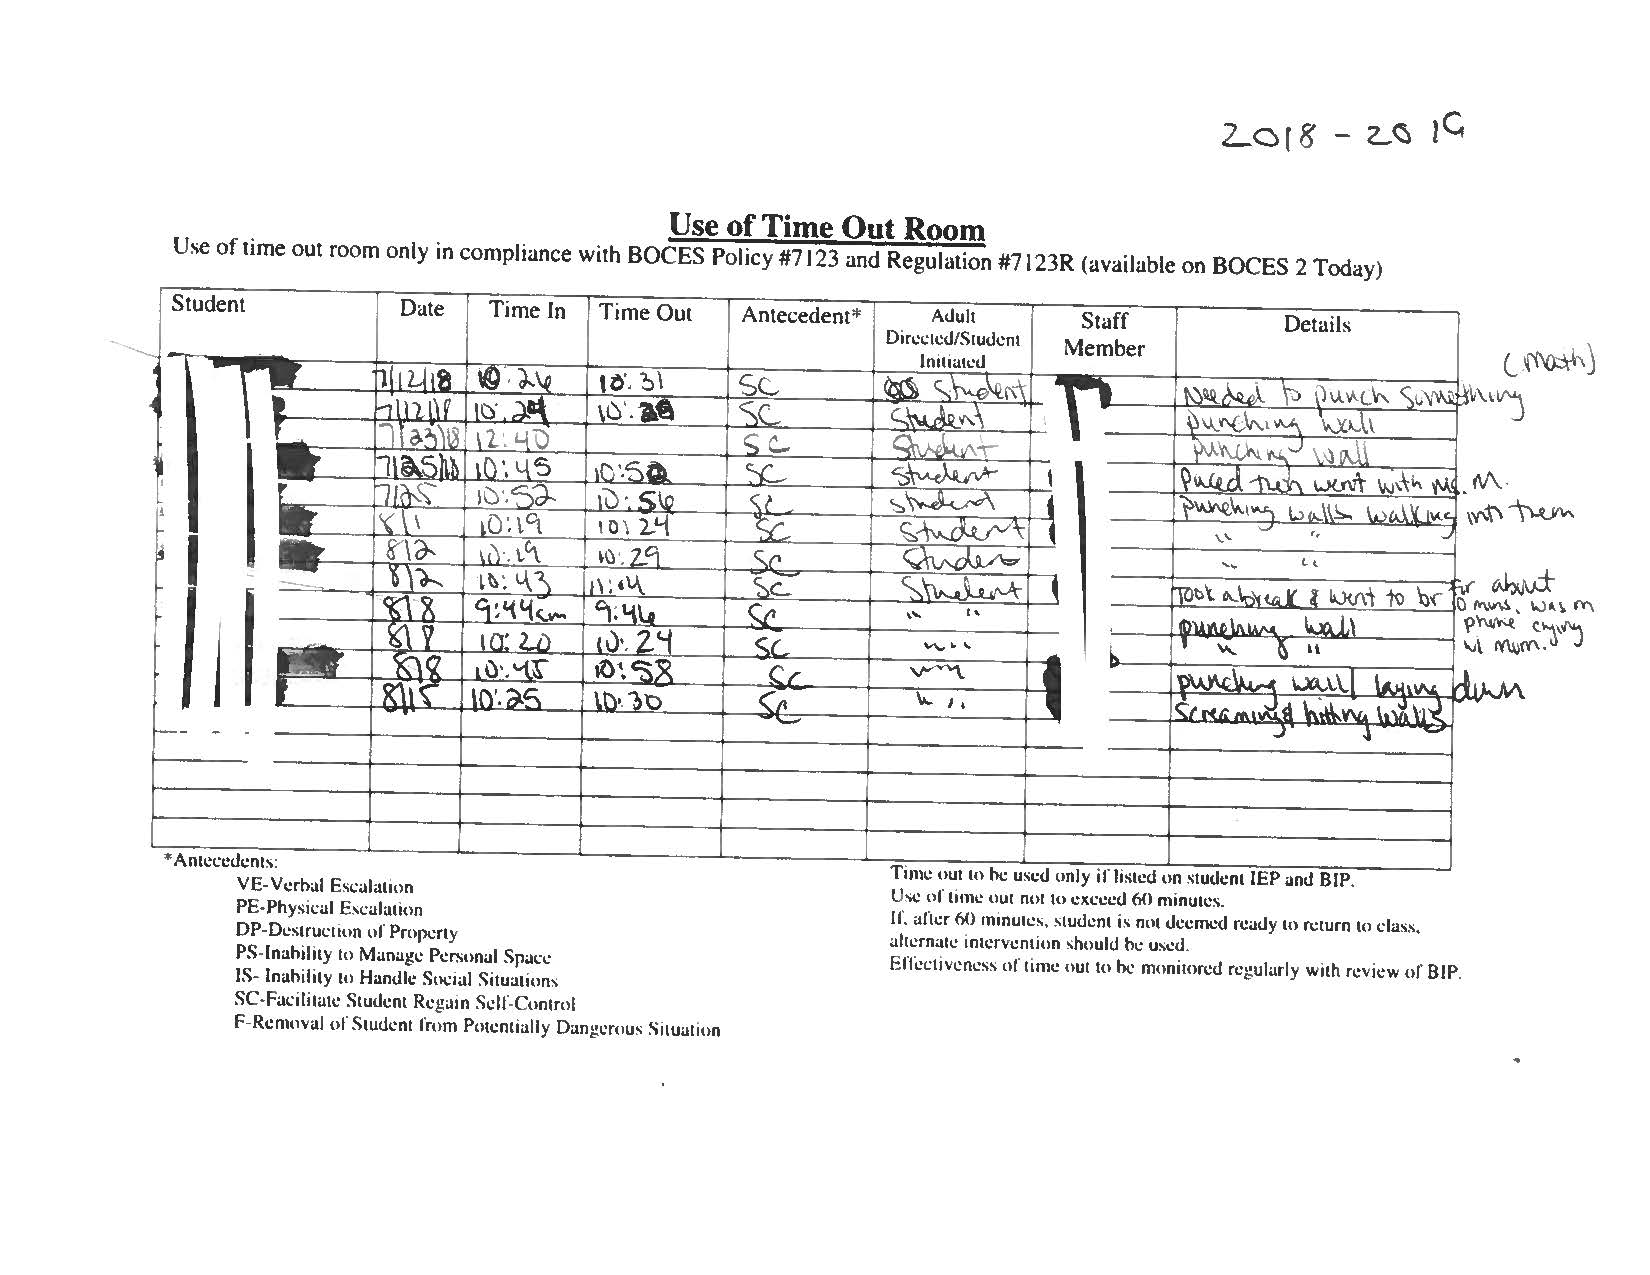 2018 - 2019
Use of Time Out Room
Use of time out room only in compliance with BOCES Policy #7123 and Regulation #7123R (available on BOCES 2 Today)
Student Date Time In Time Out Antecedent* Adult Directed/Student Initiated Staff Member Details
(math)
7/12/18 10:26 10:31 SC Student Needed to punch something
7/12/18 10:24 SC Student punching wall
7/23/18 12:40 SC Student punching wall
7/25/18 10:45 10:52 SC Student Paced then went with Ms. M.
7/25 10:52 10:56 SC Student punching walls walking into them
8/1 10:19 10:24 SC Student " "
8/2 10:19 10:29 SC Student " "
8/2 10:43 11:04 SC Student Took a break & went to br for about 10 mins. was on phone crying w/ mom.
8/8 9:44am 9:46 SC " " punching wall
8/8 10:20 10:24 SC " " " "
8/8 10:45 10:58 SC " " punching wall laying down
8/15 10:25 10:30 SC " " Screaming & hitting walls
*Antecedents:
VE-Verbal Escalation
PE-Physical Escalation
DP-Destruction of Property
PS-Inability to Manage Personal Space
IS- Inability to Handle Social Situations
SC-Facilitate Student Regain Self-Control
F-Removal of Student from Potentially Dangerous Situation
Time out to be used only if listed on student IEP and BIP.
Use of time out not to exceed 60 minutes.
If, after 60 minutes, student is not deemed ready to return to class,
alternate intervention should be used.
Effectiveness of time out to be monitored regularly with review of BIP.